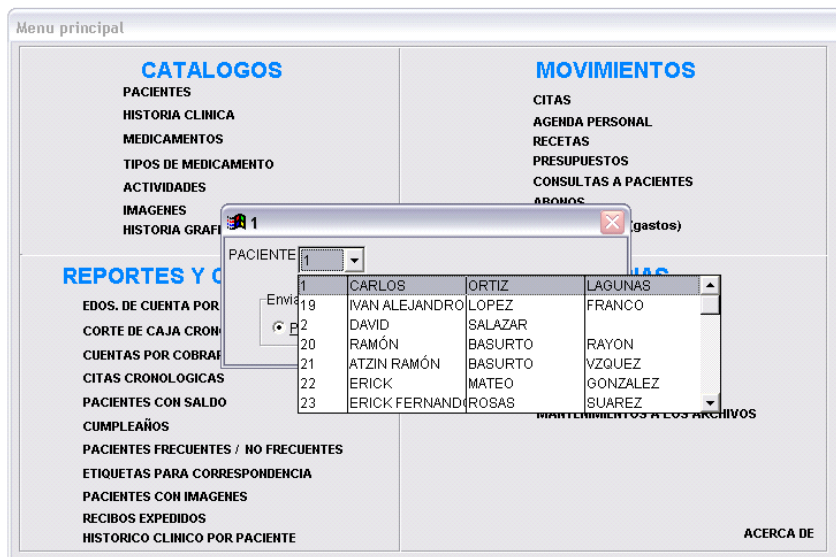 Menu principal
CATALOGOS
PACIENTES
HISTORIA CLINICA
MEDICAMENTOS
TIPOS DE MEDICAMENTO
ACTIVIDADES
IMAGENES
HISTORIA GRAFI
MOVIMIENTOS
CITAS
AGENDA PERSONAL
RECETAS
PRESUPUESTOS
CONSULTAS A PACIENTES
ABONOS
(gastos)
1
PACIENTE 1
1 CARLOS ORTIZ LAGUNAS
19 IVAN ALEJANDRO LOPEZ FRANCO
2 DAVID SALAZAR
20 RAMÓN BASURTO RAYON
21 ATZIN RAMÓN BASURTO VZQUEZ
22 ERICK MATEO GONZALEZ
23 ERICK FERNAND ROSAS SUAREZ
Envia
P
REPORTES Y C
EDOS. DE CUENTA POR
CORTE DE CAJA CRON
CUENTAS POR COBRAR
CITAS CRONOLOGICAS
PACIENTES CON SALDO
CUMPLEAÑOS
PACIENTES FRECUENTES / NO FRECUENTES
ETIQUETAS PARA CORRESPONDENCIA
PACIENTES CON IMAGENES
RECIBOS EXPEDIDOS
HISTORICO CLINICO POR PACIENTE
MANTENIMIENTOS A LOS ARCHIVOS
ACERCA DE